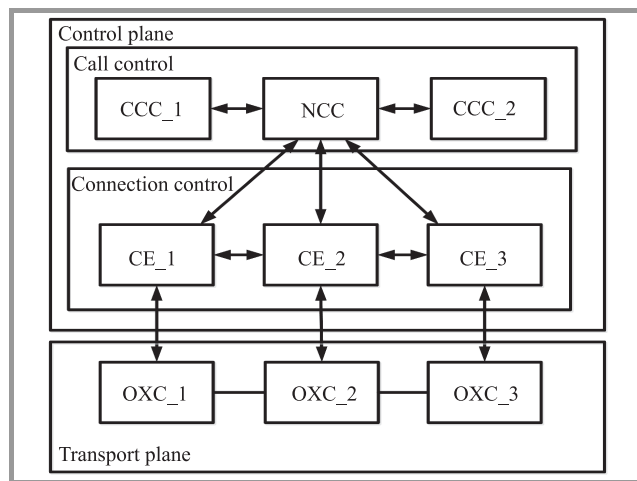 Control plane
Call control
CCC_1
NCC
CCC_2
Connection control
CE_1
CE_2
CE_3
OXC_1
OXC_2
OXC_3
Transport plane